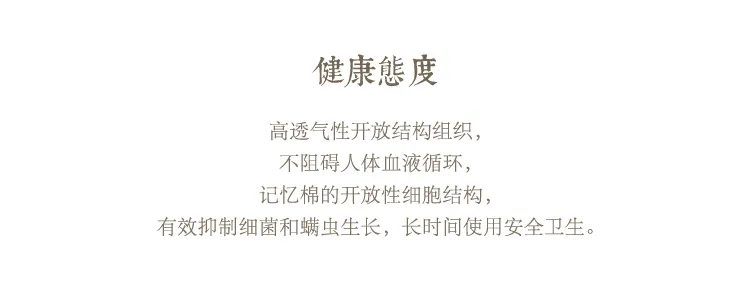 健康態度
高透气性开放结构组织，
不阻碍人体血液循环，
记忆棉的开放性细胞结构，
有效抑制细菌和螨虫生长，长时间使用安全卫生。